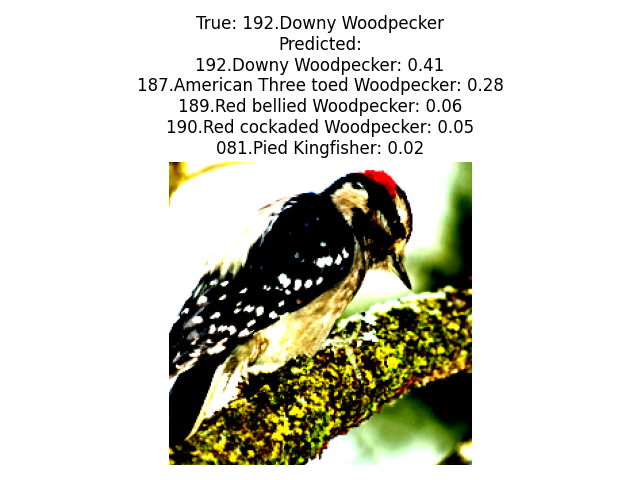 True: 192.Downy Woodpecker
Predicted:
192.Downy Woodpecker: 0.41
187.American Three toed Woodpecker: 0.28
189.Red bellied Woodpecker: 0.06
190.Red cockaded Woodpecker: 0.05
081.Pied Kingfisher: 0.02